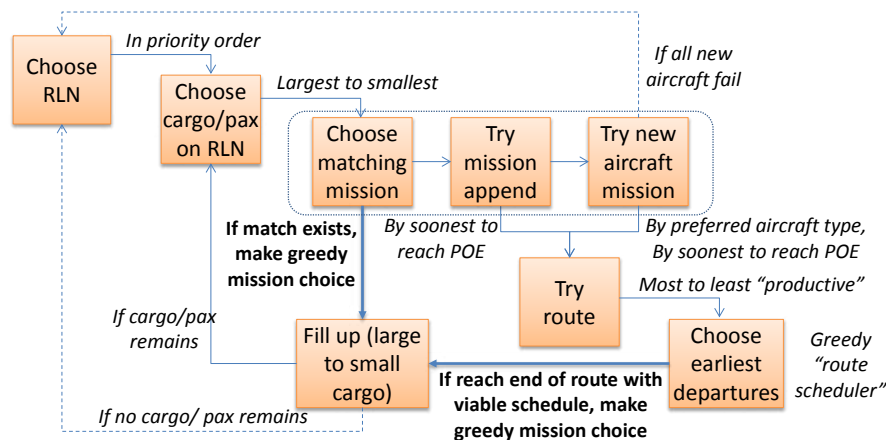 In priority order
Choose
RLN
If all new
aircraft fail
Largest to smallest
Choose
cargo/pax
on RLN
Choose
matching
mission
Try
mission
append
Try new
aircraft
mission
If match exists,
make greedy
mission choice
By soonest to
reach POE
By preferred aircraft type,
By soonest to reach POE
Try
route
Most to least “productive”
If cargo/pax
remains
Fill up (large
to small
cargo)
Choose
earliest
departures
Greedy
“route
scheduler”
If reach end of route with
viable schedule, make
greedy mission choice
If no cargo/ pax remains